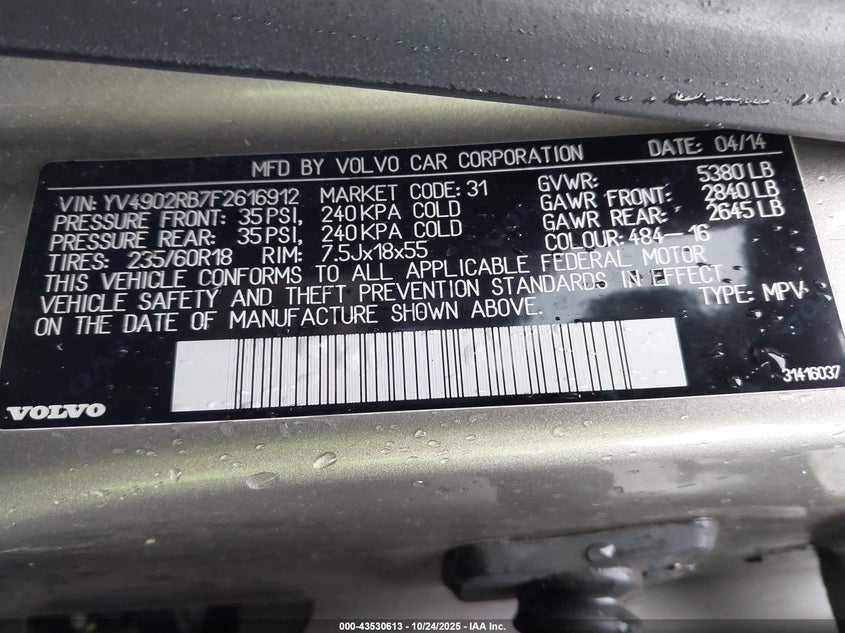 MFD BY VOLVO CAR CORPORATION DATE: 04/14
VIN: YV4902RB7F2616912 MARKET CODE: 31 GVWR: 5380 LB
PRESSURE FRONT: 35 PSI, 240 KPA COLD GAWR FRONT: 2840 LB
PRESSURE REAR: 35 PSI, 240 KPA COLD GAWR REAR: 2645 LB
TIRES: 235/60R18 RIM: 7.5Jx18x55 COLOUR: 484-16
THIS VEHICLE CONFORMS TO ALL APPLICABLE FEDERAL MOTOR
VEHICLE SAFETY AND THEFT PREVENTION STANDARDS IN EFFECT
ON THE DATE OF MANUFACTURE SHOWN ABOVE. TYPE: MPV
31416037
VOLVO
000-43530613 - 10/24/2025 - IAA Inc.